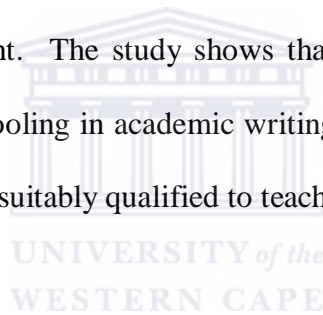 nt. The study shows tha
ooling in academic writing
suitably qualified to teach
UNIVERSITY of the
WESTERN CAPE